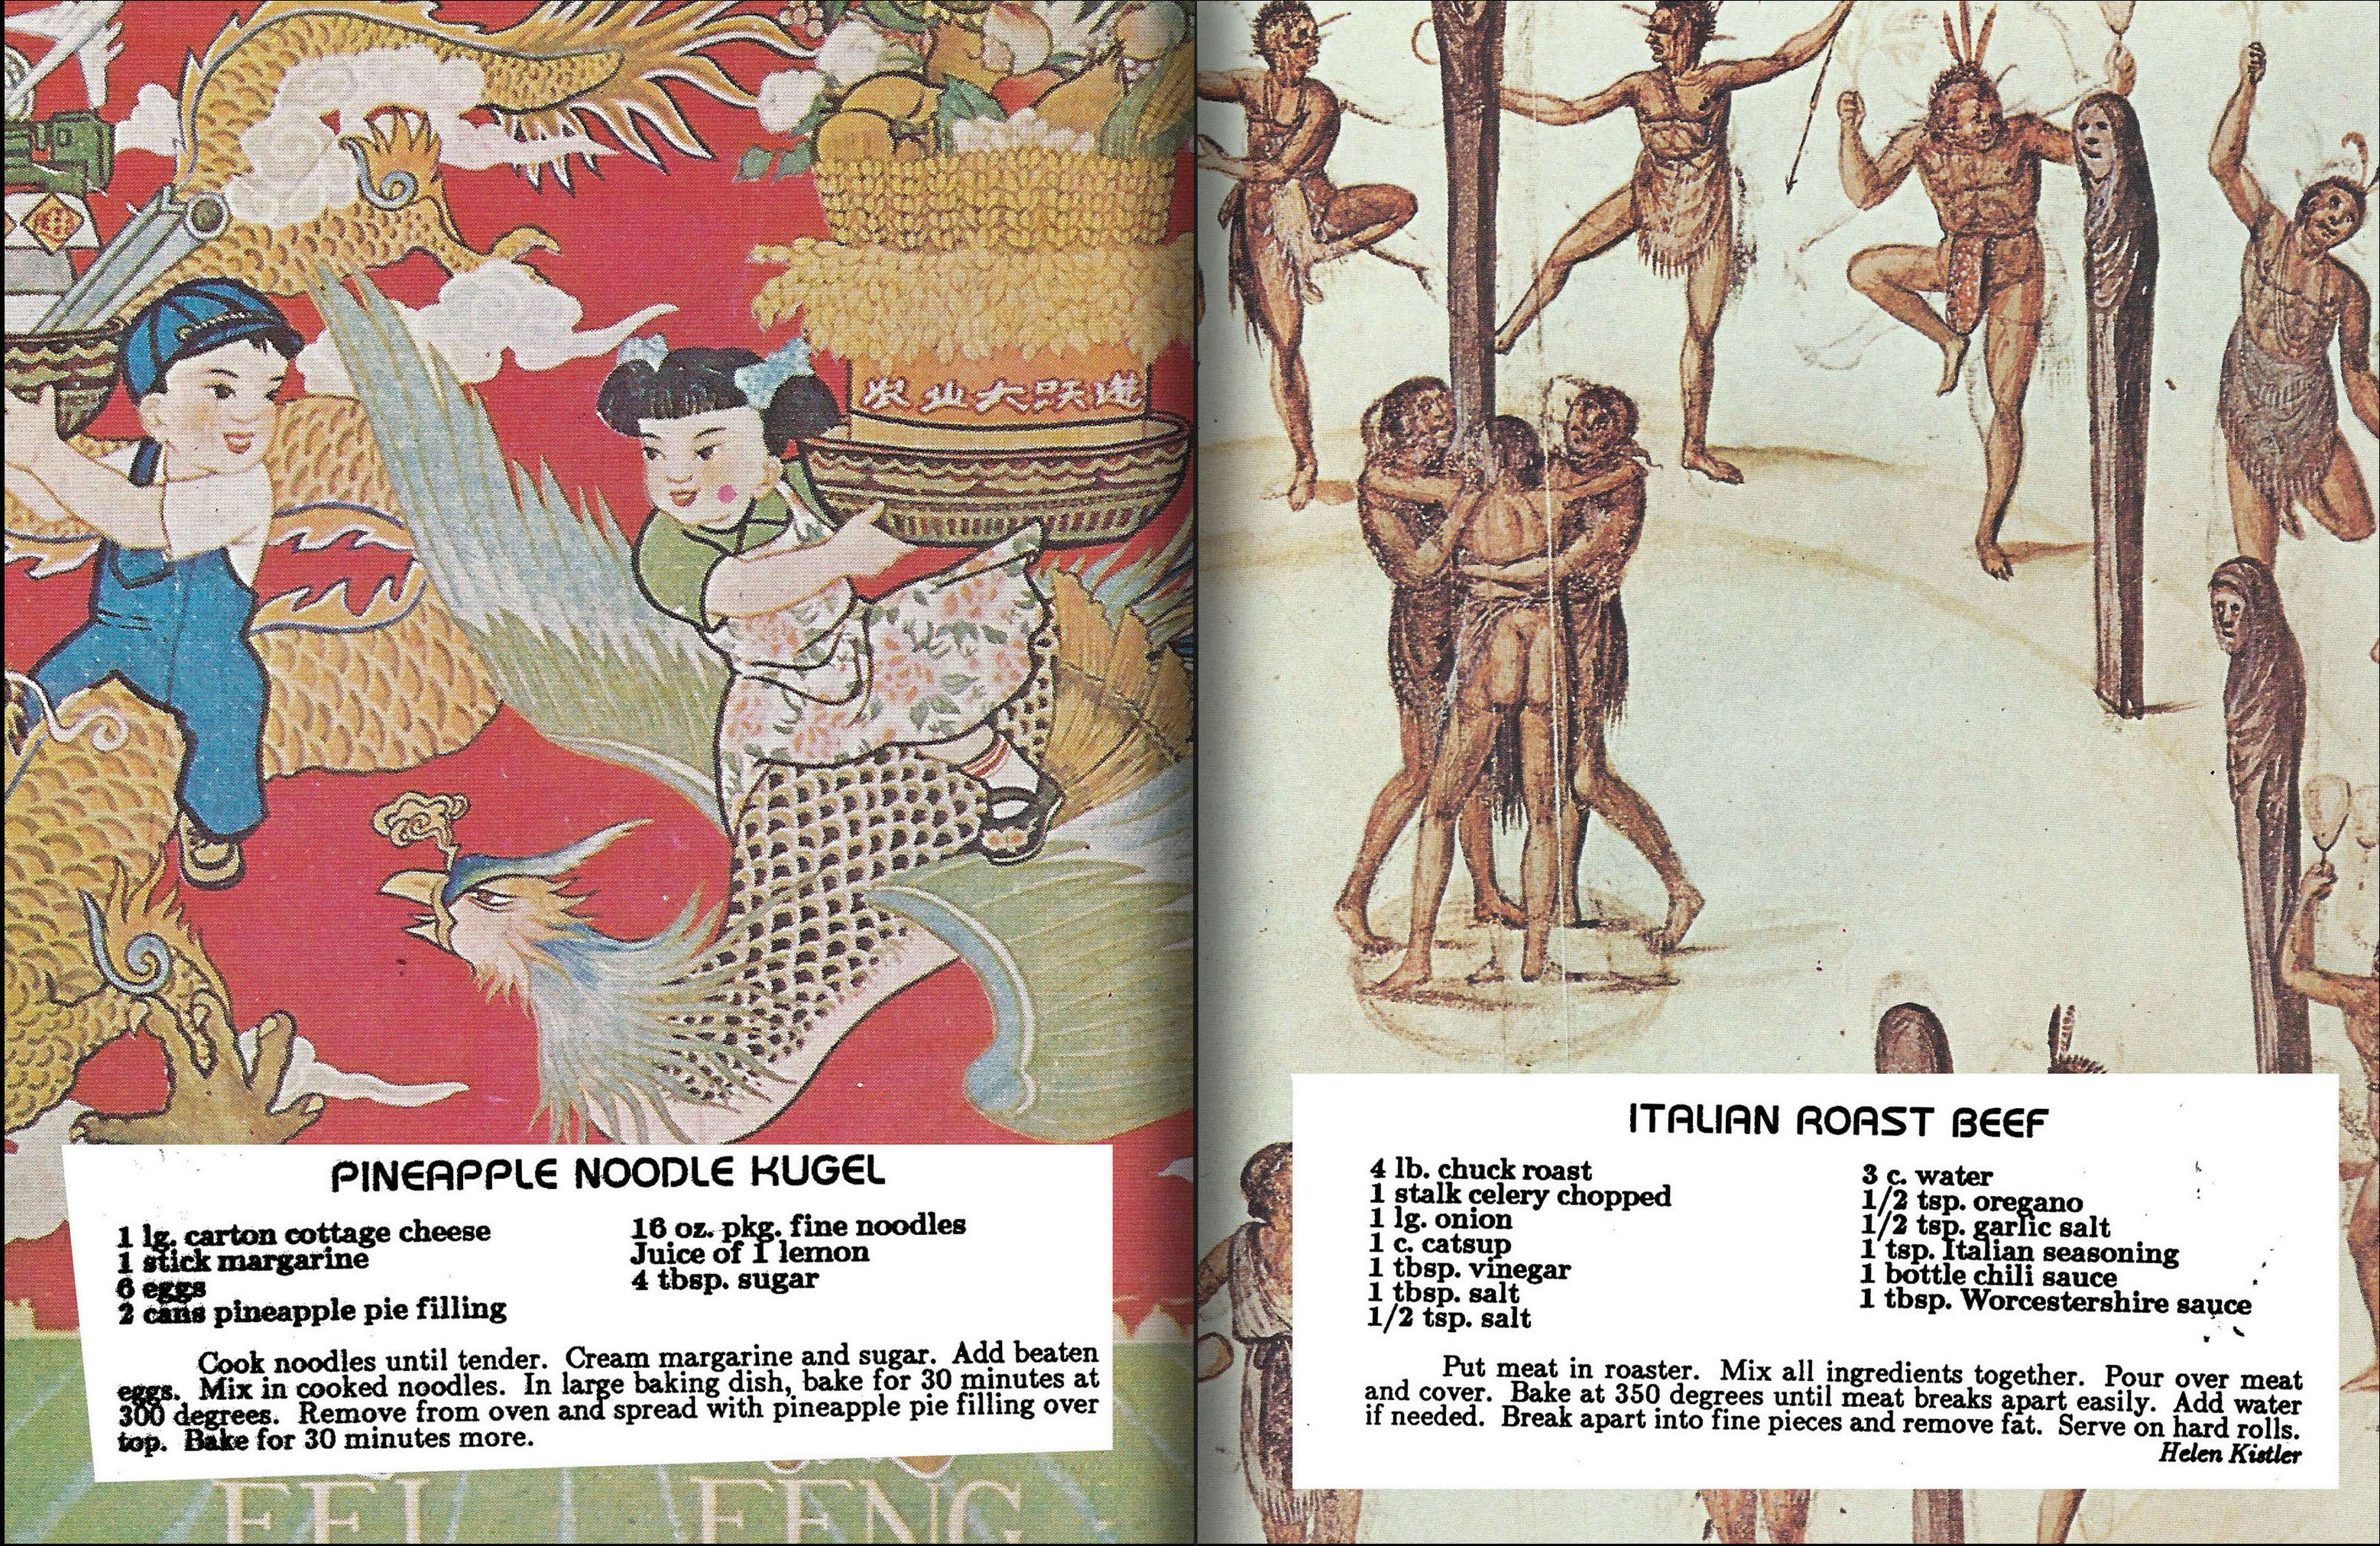 农业大跃进
PINEAPPLE NOODLE KUGEL
1 lg. carton cottage cheese
1 stick margarine
6 eggs
2 cans pineapple pie filling
16 oz. pkg. fine noodles
Juice of 1 lemon
4 tbsp. sugar
Cook noodles until tender. Cream margarine and sugar. Add beaten
eggs. Mix in cooked noodles. In large baking dish, bake for 30 minutes at
300 degrees. Remove from oven and spread with pineapple pie filling over
top. Bake for 30 minutes more.
FEI FENG
ITALIAN ROAST BEEF
4 lb. chuck roast
1 stalk celery chopped
1 lg. onion
1 c. catsup
1 tbsp. vinegar
1 tbsp. salt
1/2 tsp. salt
3 c. water
1/2 tsp. oregano
1/2 tsp. garlic salt
1 tsp. Italian seasoning
1 bottle chili sauce
1 tbsp. Worcestershire sauce
Put meat in roaster. Mix all ingredients together. Pour over meat
and cover. Bake at 350 degrees until meat breaks apart easily. Add water
if needed. Break apart into fine pieces and remove fat. Serve on hard rolls.
Helen Kistler